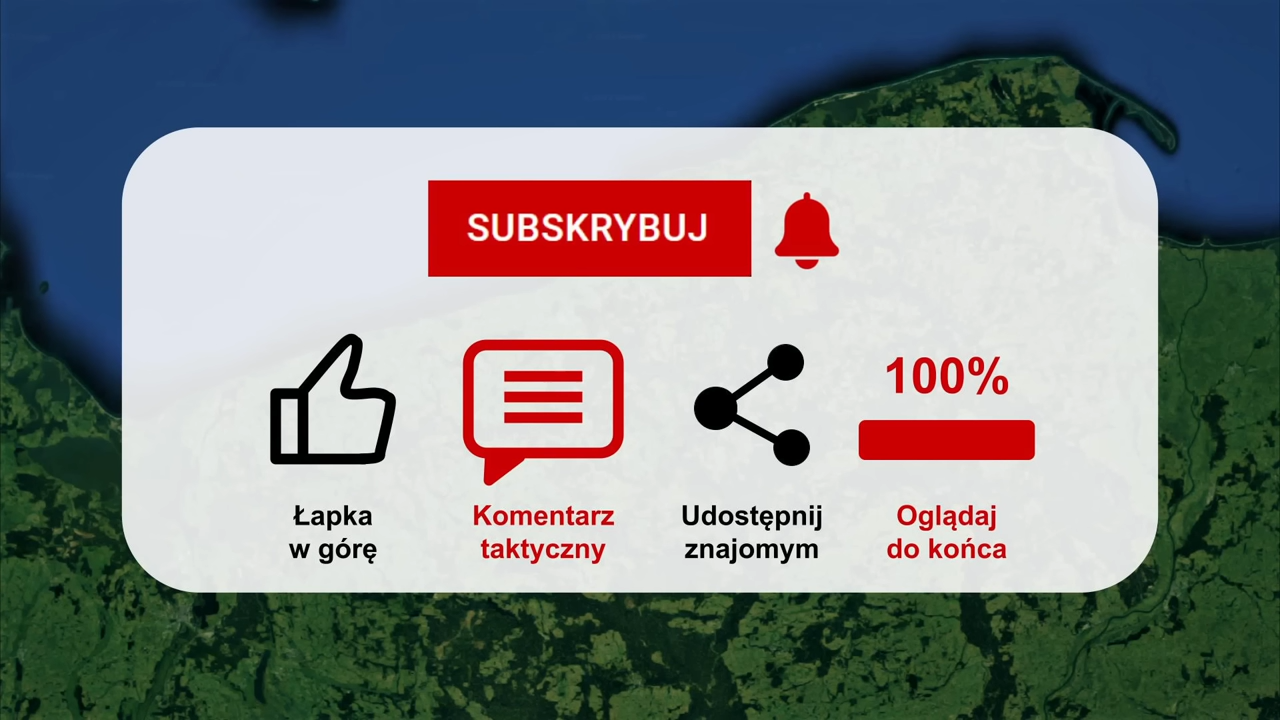 SUBSKRYBUJ
100%
Łapka
w górę
Komentarz
taktyczny
Udostępnij
znajomym
Oglądaj
do końca